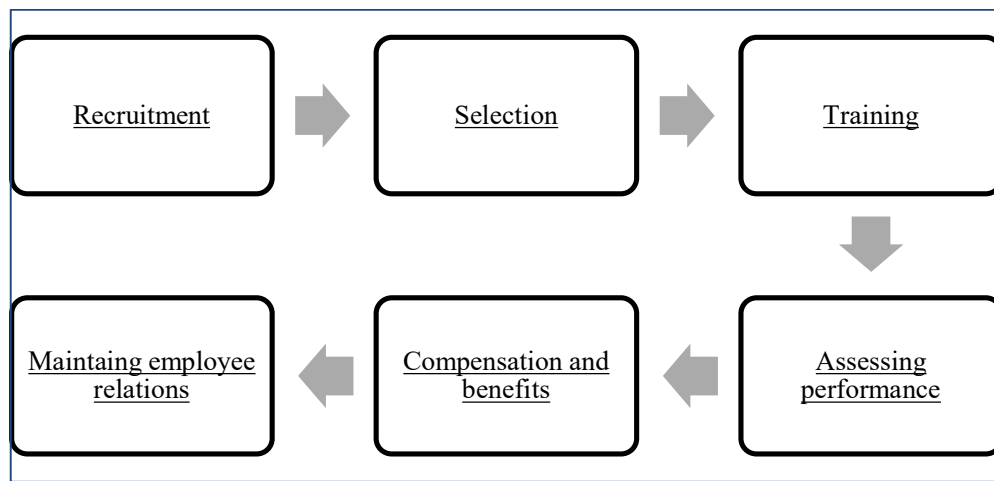 Recruitment
Selection
Training
Assessing
performance
Compensation and
benefits
Maintaing employee
relations